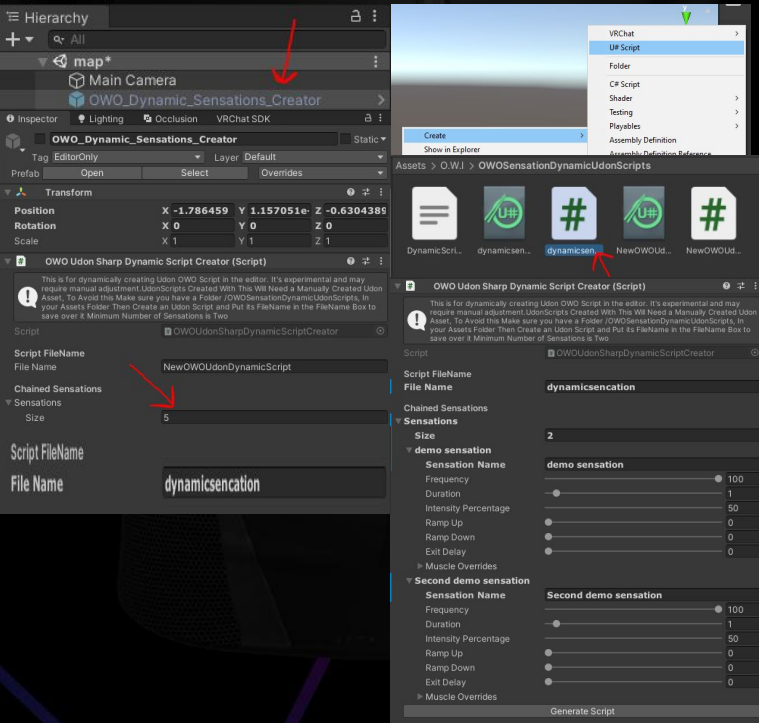 Hierarchy
All
map*
Main Camera
OWO_Dynamic_Sensations_Creator
Inspector
Lighting
Occlusion
VRChat SDK
OWO_Dynamic_Sensations_Creator
Static
Tag EditorOnly
Layer Default
Prefab Open Select Overrides
Transform
Position X -1.786459 Y 1.157051e- Z -0.6304389
Rotation X 0 Y 0 Z 0
Scale X 1 Y 1 Z 1
# OWO Udon Sharp Dynamic Script Creator (Script)
This is for dynamically creating Udon OWO Script in the editor. It's experimental and may
require manual adjustment.UdonScripts Created With This Will Need a Manually Created Udon
Asset, To Avoid this Make sure you have a Folder /OWOSensationDynamicUdonScripts, In
your Assets Folder Then Create an Udon Script and Put its FileName in the FileName Box to
save over it Minimum Number of Sensations is Two
Script OWOUdonSharpDynamicScriptCreator
Script FileName
File Name NewOWOUdonDynamicScript
Chained Sensations
Sensations
Size 5
Script FileName
File Name dynamicsencation
VRChat
U# Script
Folder
C# Script
Shader
Testing
Playables
Assembly Definition
Assembly Definition Reference
Create
Show in Explorer
Assets > O.W.I > OWOSensationDynamicUdonScripts
U#
#
U#
#
DynamicScri...
dynamicsen...
dynamicsen...
NewOWOUd...
NewOWOUd...
# OWO Udon Sharp Dynamic Script Creator (Script)
This is for dynamically creating Udon OWO Script in the editor. It's experimental and may
require manual adjustment.UdonScripts Created With This Will Need a Manually Created Udon
Asset, To Avoid this Make sure you have a Folder /OWOSensationDynamicUdonScripts, In
your Assets Folder Then Create an Udon Script and Put its FileName in the FileName Box to
save over it Minimum Number of Sensations is Two
Script OWOUdonSharpDynamicScriptCreator
Script FileName
File Name dynamicsencation
Chained Sensations
Sensations
Size 2
demo sensation
Sensation Name demo sensation
Frequency 100
Duration 1
Intensity Percentage 50
Ramp Up 0
Ramp Down 0
Exit Delay 0
Muscle Overrides
Second demo sensation
Sensation Name Second demo sensation
Frequency 100
Duration 1
Intensity Percentage 50
Ramp Up 0
Ramp Down 0
Exit Delay 0
Muscle Overrides
Generate Script